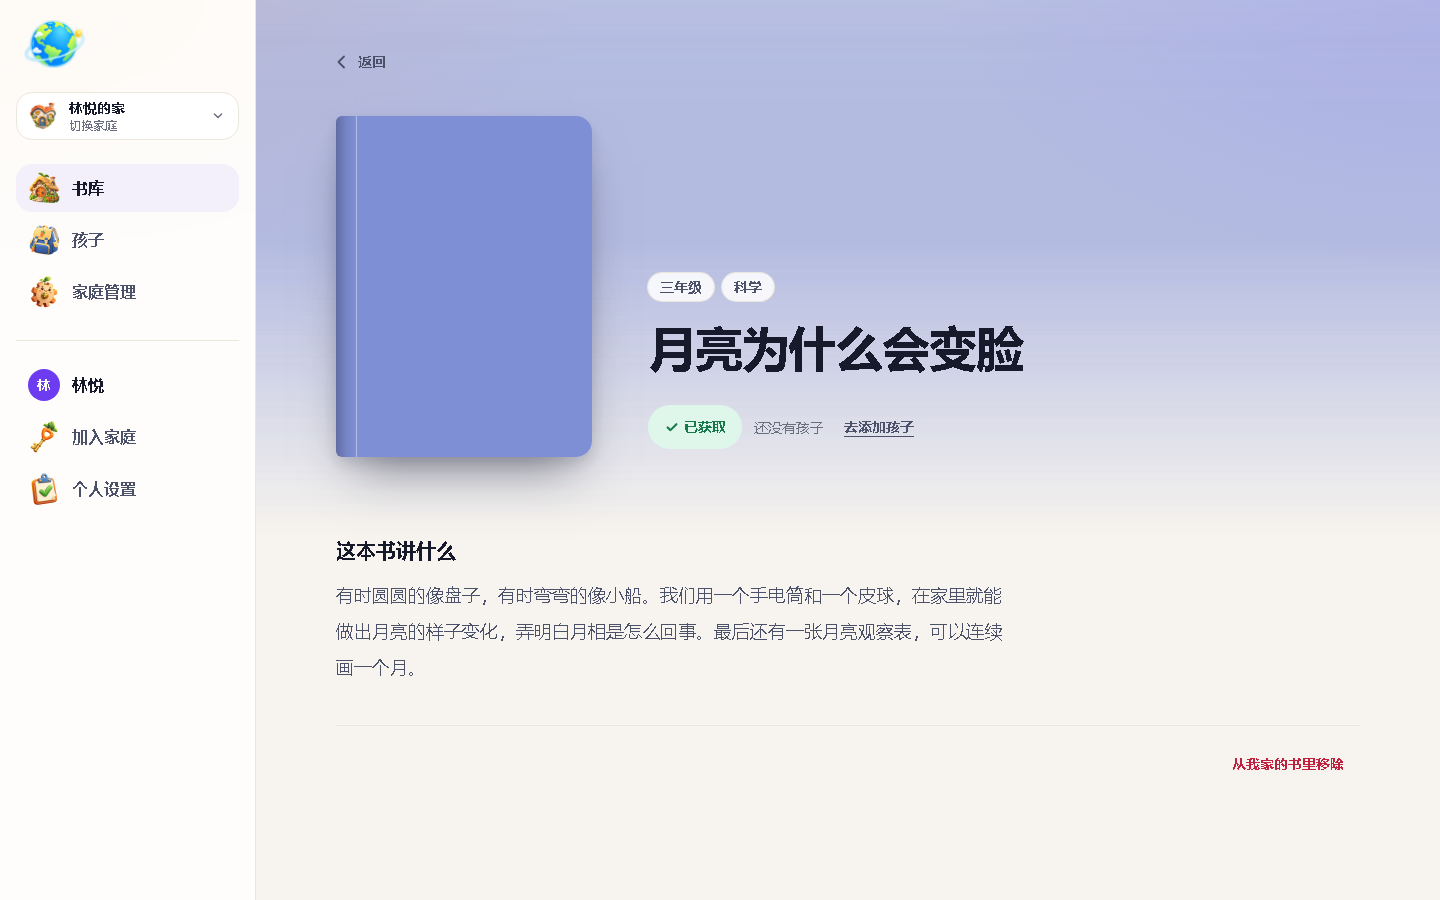 林悦的家
切换家庭
书库
孩子
家庭管理
林
林悦
加入家庭
个人设置
返回
三年级
科学
月亮为什么会变脸
已获取
还没有孩子
去添加孩子
这本书讲什么
有时圆圆的像盘子，有时弯弯的像小船。我们用一个手电筒和一个皮球，在家里就能
做出月亮的样子变化，弄明白月相是怎么回事。最后还有一张月亮观察表，可以连续
画一个月。
从我家的书里移除